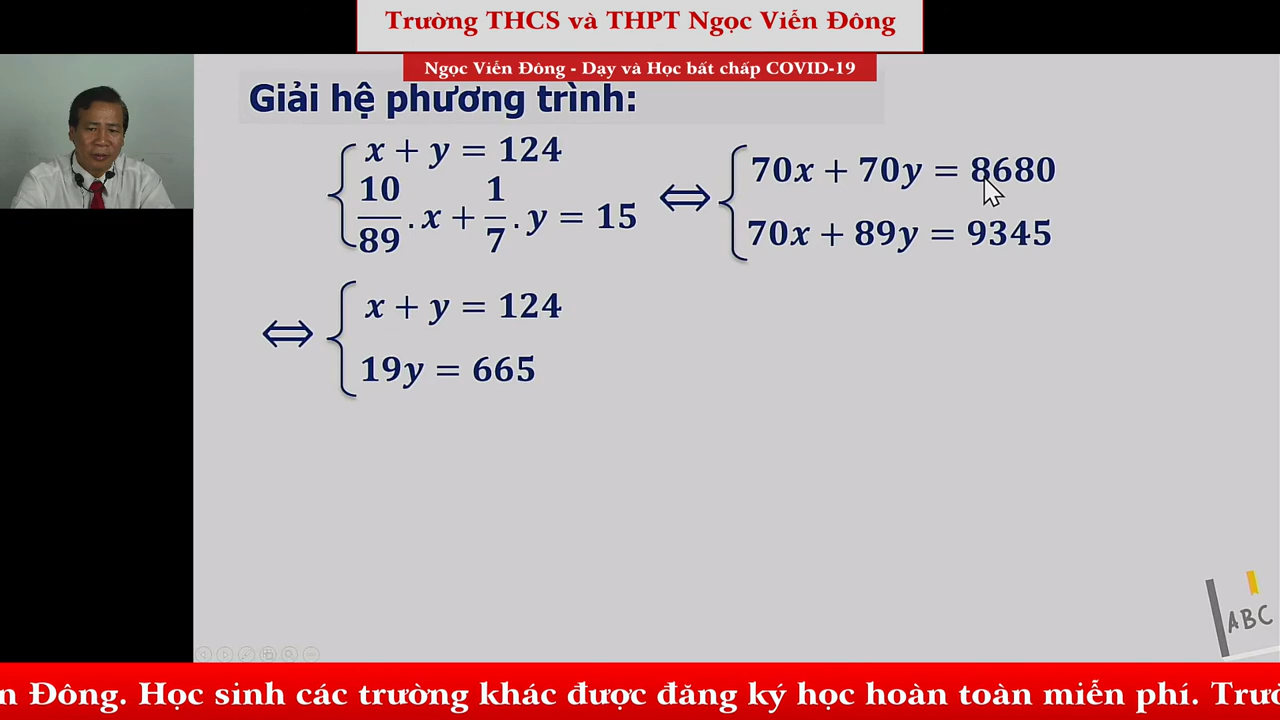 Trường THCS và THPT Ngọc Viễn Đông
Ngọc Viễn Đông - Dạy và Học bất chấp COVID-19
Giải hệ phương trình:
x + y = 124
10/89 . x + 1/7 . y = 15
⇔ 70x + 70y = 8680
70x + 89y = 9345
⇔ x + y = 124
19y = 665
ABC
Đông. Học sinh các trường khác được đăng ký học hoàn toàn miễn phí.